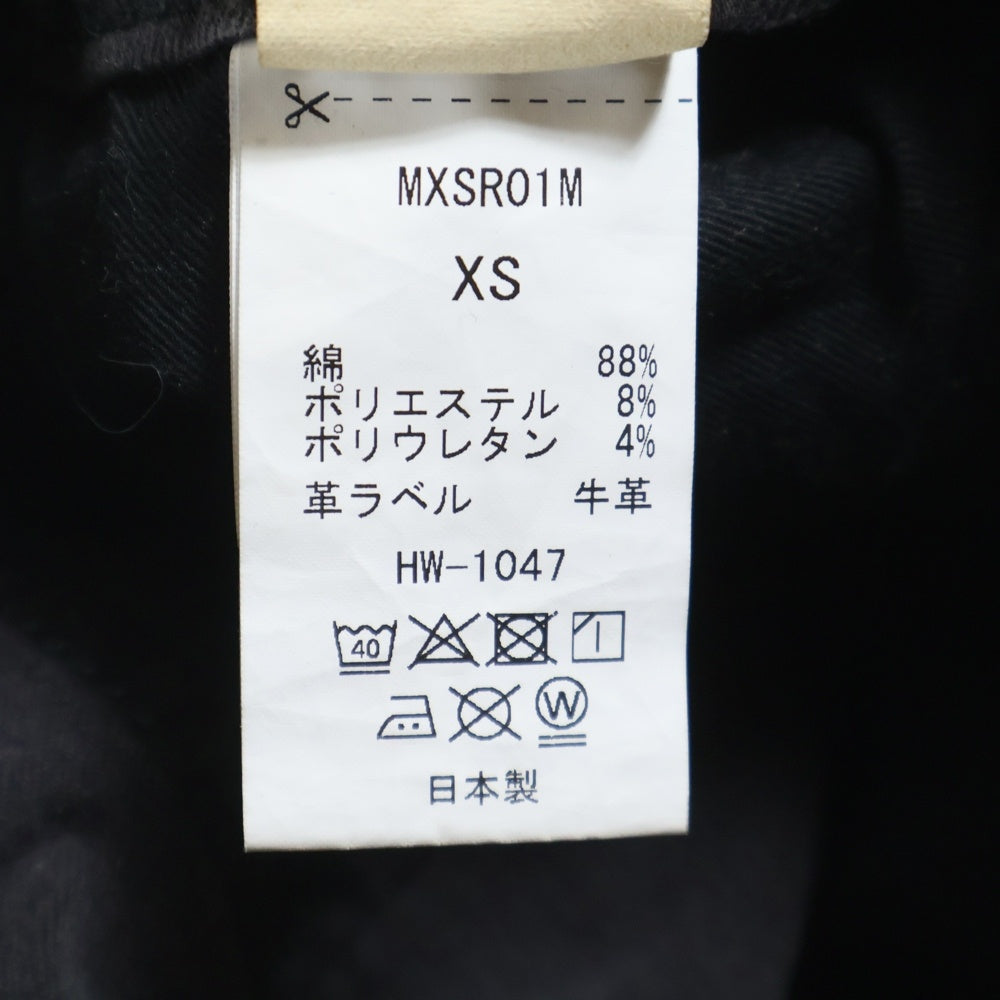 MXSR01M
XS
綿 88%
ポリエステル 8%
ポリウレタン 4%
革ラベル 牛革
HW-1047
40
W
日本製